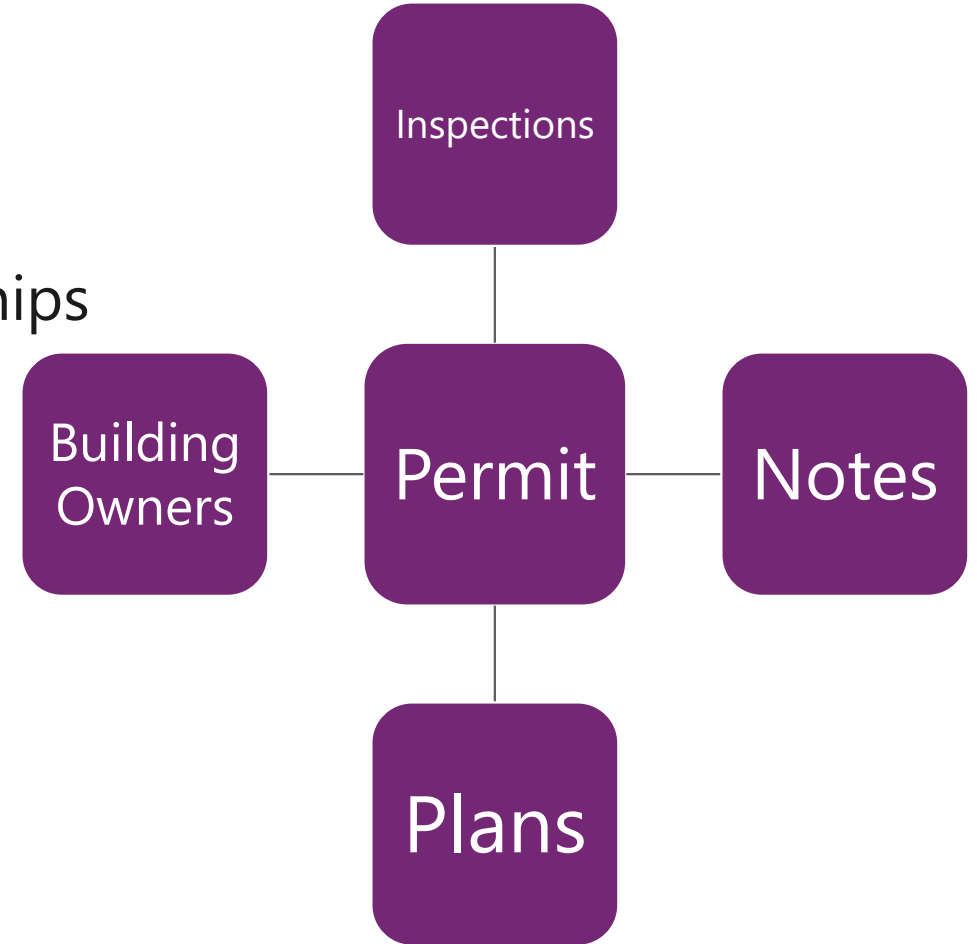 Inspections
hips
Building
Owners
Permit
Notes
Plans